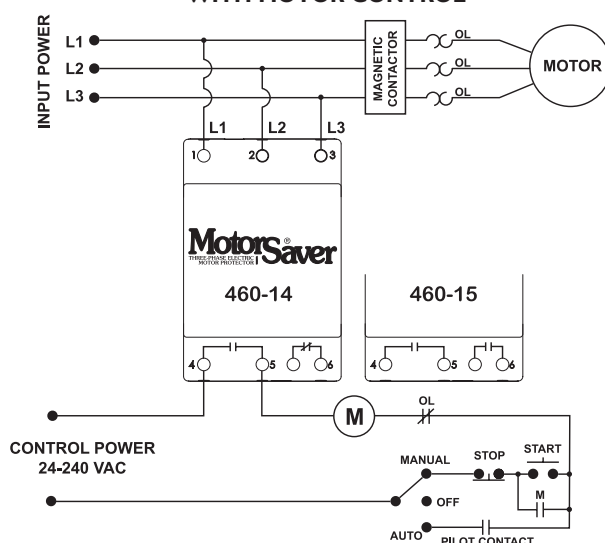 WITH MOTOR CONTROL
INPUT POWER
L1
L2
L3
MAGNETIC
CONTACTOR
OL
OL
OL
MOTOR
L1 L2 L3
1 2 3
MotorSaver®
THREE-PHASE ELECTRIC
MOTOR PROTECTOR
460-14
460-15
4 5 6
4 5 6
M
OL
CONTROL POWER
24-240 VAC
MANUAL
STOP
START
M
OFF
AUTO
PILOT CONTACT